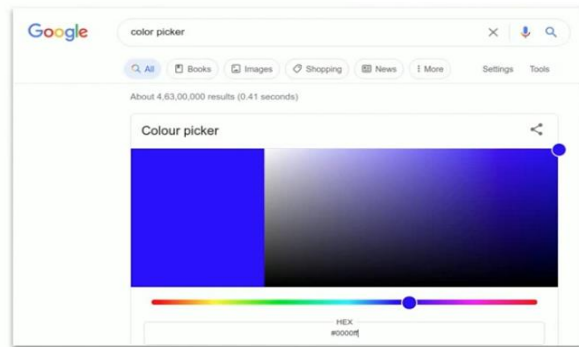 Google
color picker
All Books Images Shopping News More Settings Tools
About 4,63,00,000 results (0.41 seconds)
Colour picker
HEX
#0000ff